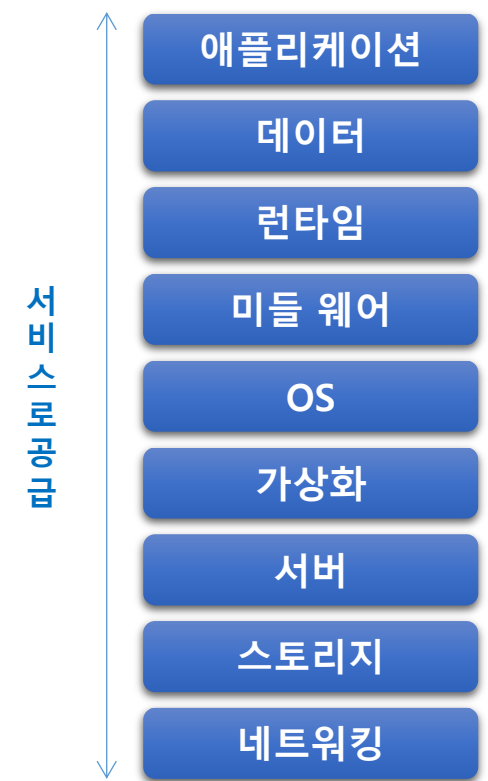 애플리케이션
데이터
런타임
미들 웨어
OS
가상화
서버
스토리지
네트워킹
서비스로공급